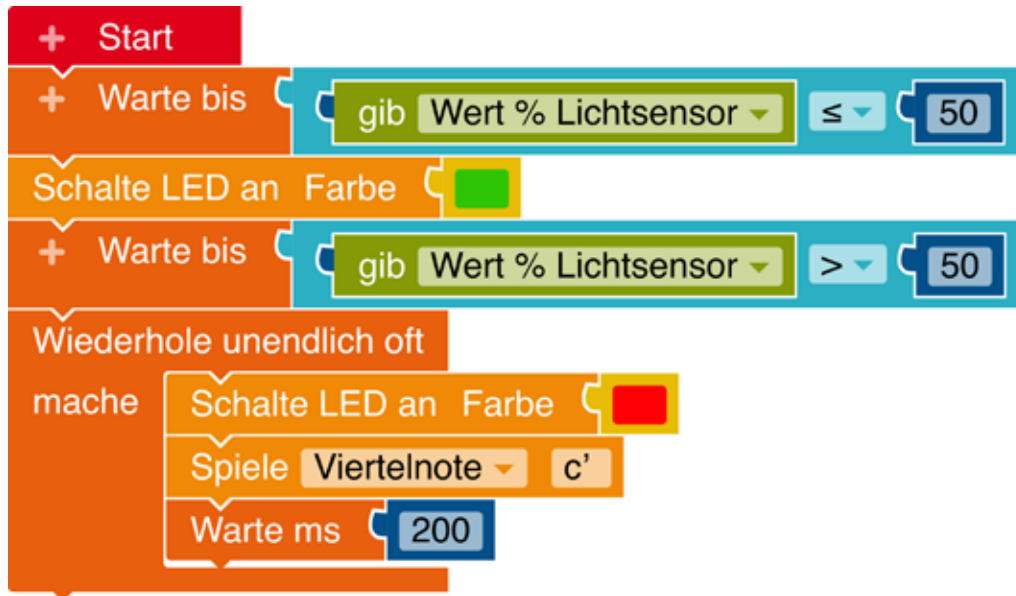 + Start
+ Warte bis gib Wert % Lichtsensor ≤ 50
Schalte LED an Farbe
+ Warte bis gib Wert % Lichtsensor > 50
Wiederhole unendlich oft
mache Schalte LED an Farbe
Spiele Viertelnote c’
Warte ms 200